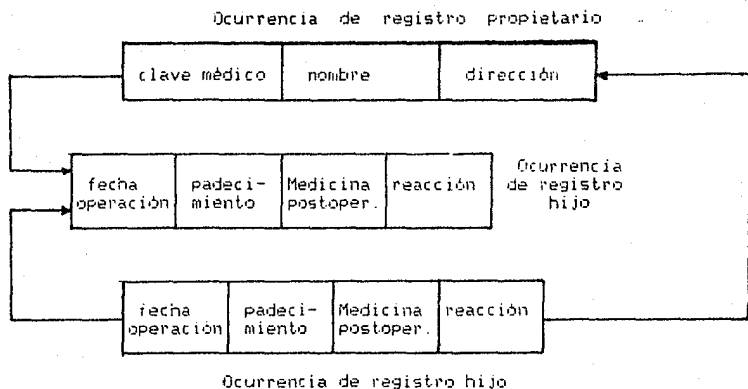 Ocurrencia de registro propietario
clave médico nombre dirección
fecha operación padeci- miento Medicina postoper. reacción
Ocurrencia de registro hijo
fecha operación padeci- miento Medicina postoper. reacción
Ocurrencia de registro hijo